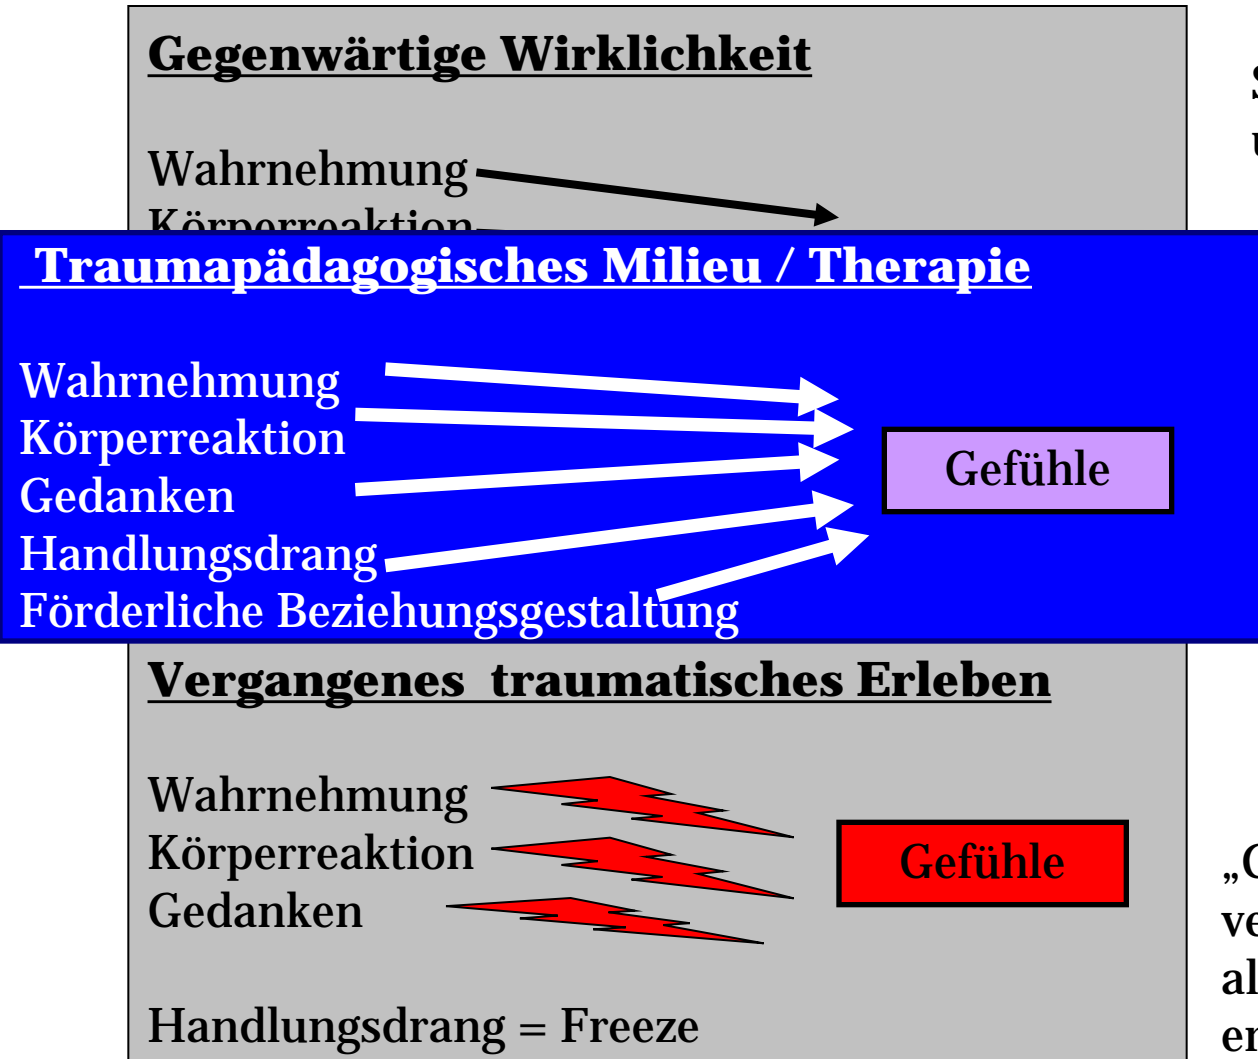 Gegenwärtige Wirklichkeit
Wahrnehmung
Körperreaktion
Traumapädagogisches Milieu / Therapie
Wahrnehmung
Körperreaktion
Gedanken
Handlungsdrang
Förderliche Beziehungsgestaltung
Gefühle
Vergangenes traumatisches Erleben
Wahrnehmung
Körperreaktion
Gedanken
Gefühle
Handlungsdrang = Freeze